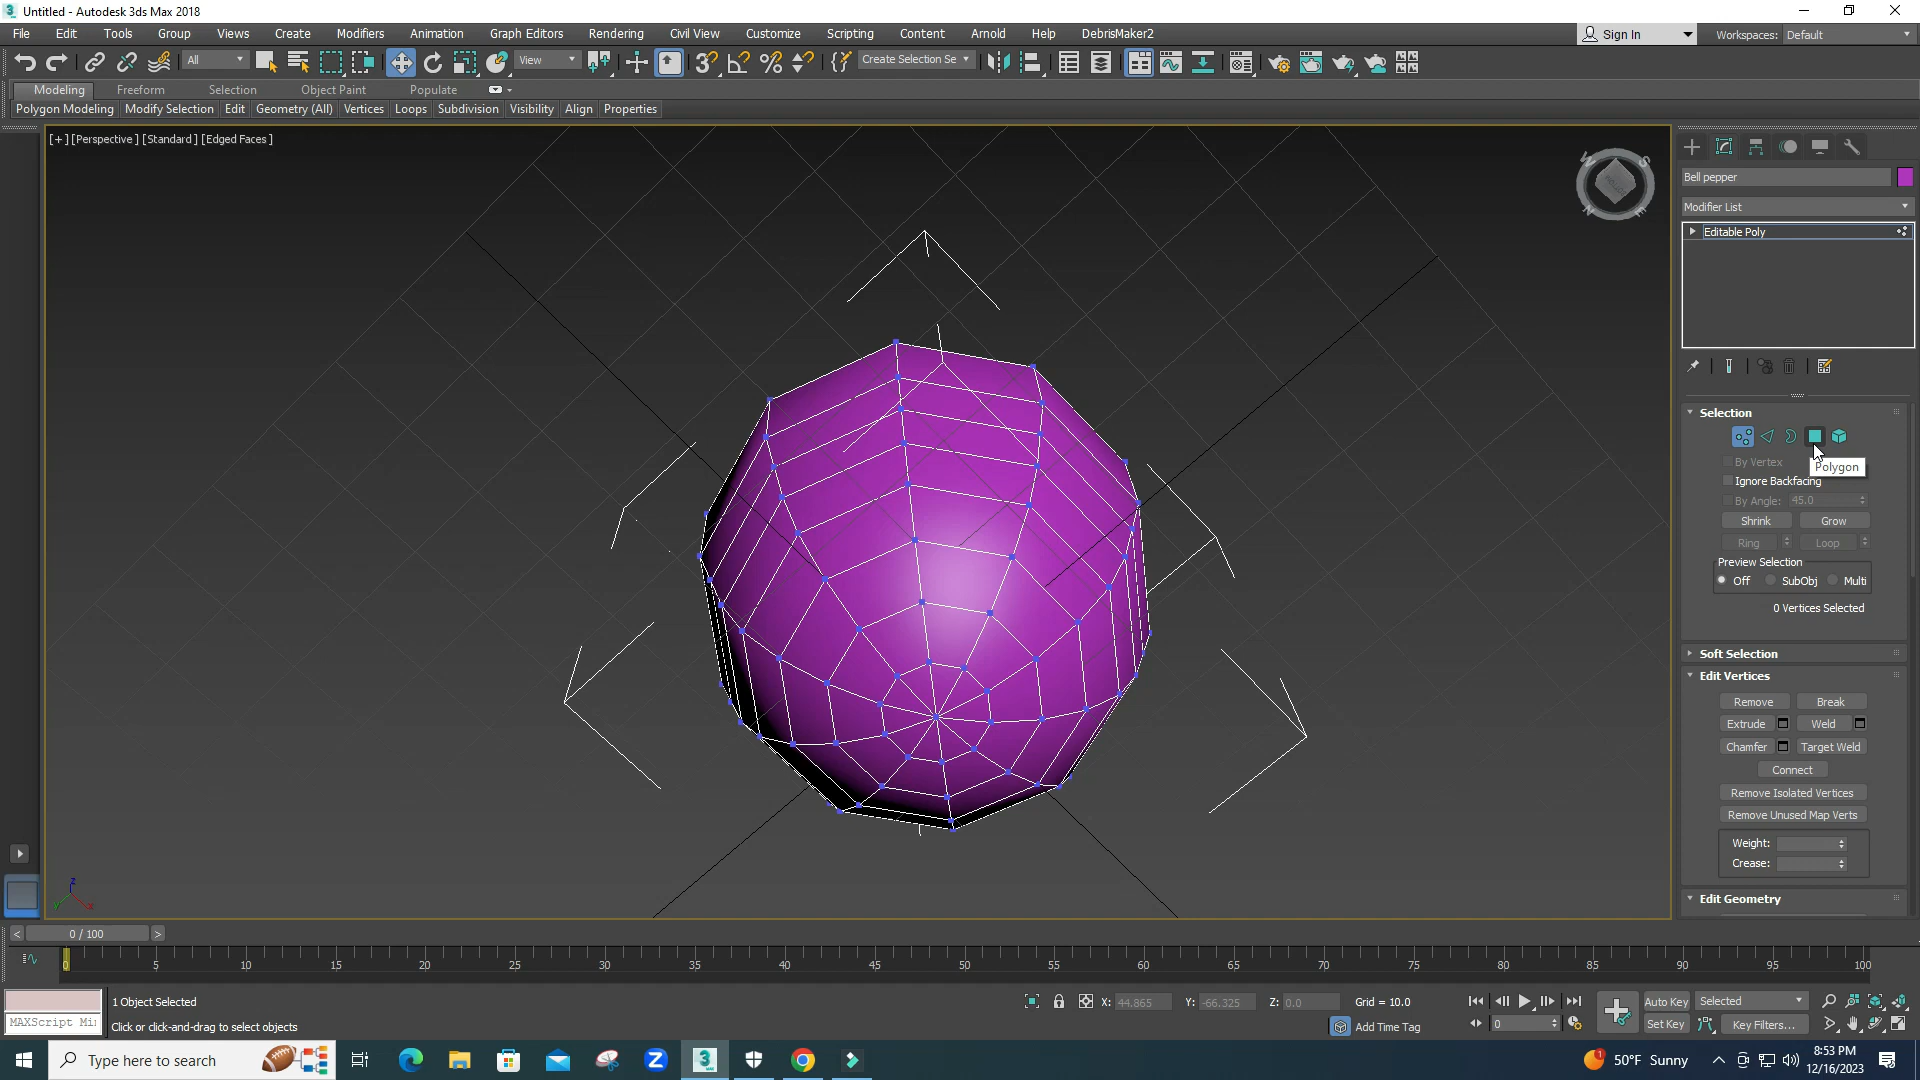 Untitled - Autodesk 3ds Max 2018
File Edit Tools Group Views Create Modifiers Animation Graph Editors Rendering Civil View Customize Scripting Content Arnold Help DebrisMaker2 Sign In Workspaces: Default
All View Create Selection Se
Modeling Freeform Selection Object Paint Populate
Polygon Modeling Modify Selection Edit Geometry (All) Vertices Loops Subdivision Visibility Align Properties
[+] [Perspective] [Standard] [Edged Faces]
Bell pepper
Modifier List
Editable Poly
Selection
By Vertex
Polygon
Ignore Backfacing
By Angle: 45.0
Shrink Grow
Ring Loop
Preview Selection
Off SubObj Multi
0 Vertices Selected
Soft Selection
Edit Vertices
Remove Break
Extrude Weld
Chamfer Target Weld
Connect
Remove Isolated Vertices
Remove Unused Map Verts
Weight:
Crease:
Edit Geometry
z
x
< 0 / 100 >
0 5 10 15 20 25 30 35 40 45 50 55 60 65 70 75 80 85 90 95 100
1 Object Selected X: 44.865 Y: -66.325 Z: 0.0 Grid = 10.0 Auto Key Selected
MAXScript Mi Click or click-and-drag to select objects Add Time Tag 0 Set Key Key Filters...
Type here to search 50°F Sunny 8:53 PM
12/16/2023